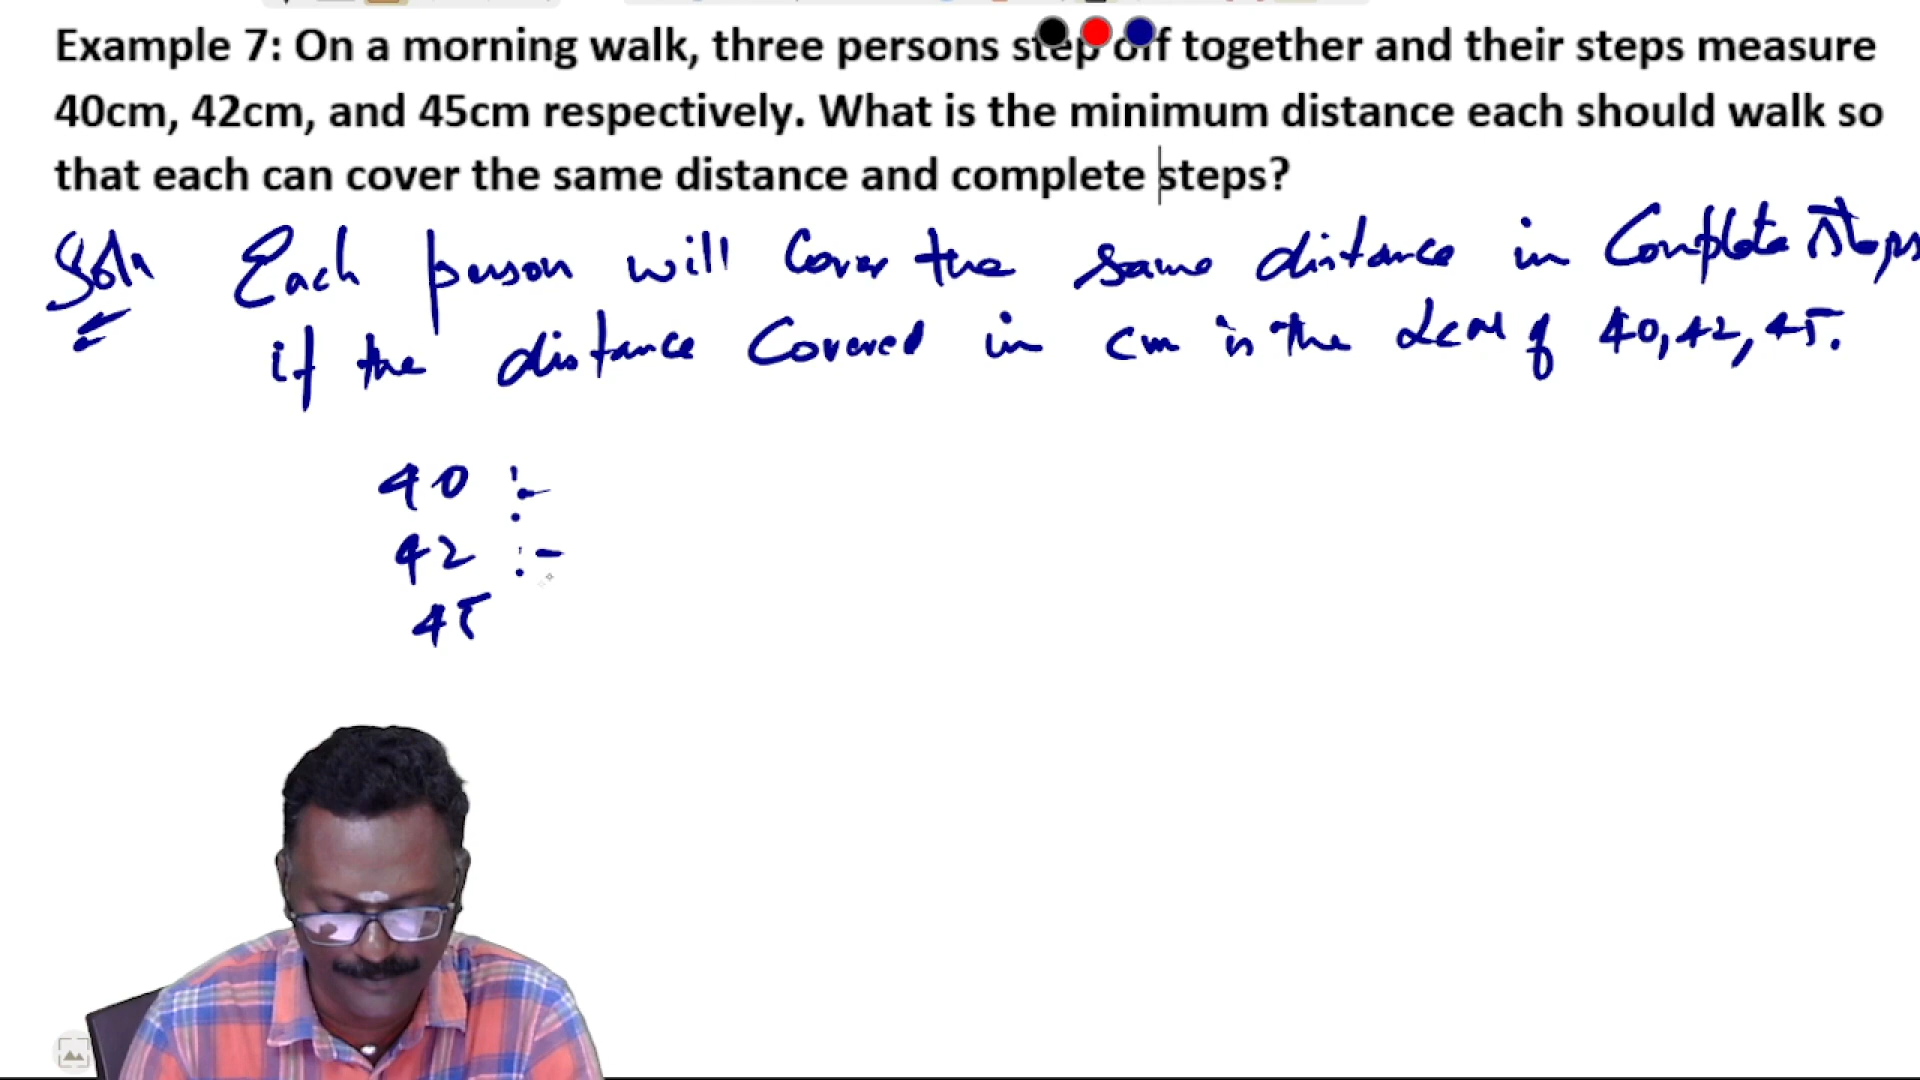 Example 7: On a morning walk, three persons step off together and their steps measure
40cm, 42cm, and 45cm respectively. What is the minimum distance each should walk so
that each can cover the same distance and complete steps?
Soln Each person will Cover the same distance in Complete steps
if the distance Covered in cm is the Lcm of 40, 42, 45.
40 :-
42 :-
45